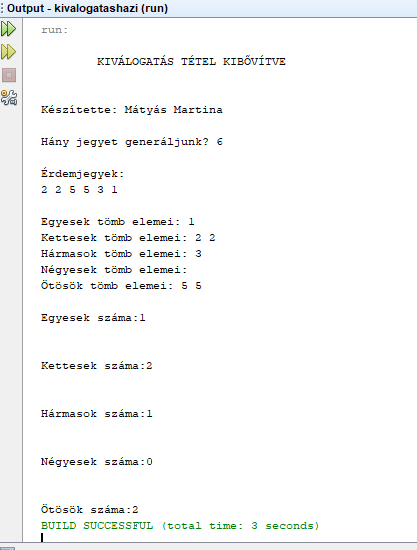 Output - kivalogatashazi (run)
run:
KIVÁLOGATÁS TÉTEL KIBŐVÍTVE
Készítette: Mátyás Martina
Hány jegyet generáljunk? 6
Érdemjegyek:
2 2 5 5 3 1
Egyesek tömb elemei: 1
Kettesek tömb elemei: 2 2
Hármasok tömb elemei: 3
Négyesek tömb elemei:
Ötösök tömb elemei: 5 5
Egyesek száma:1
Kettesek száma:2
Hármasok száma:1
Négyesek száma:0
Ötösök száma:2
BUILD SUCCESSFUL (total time: 3 seconds)